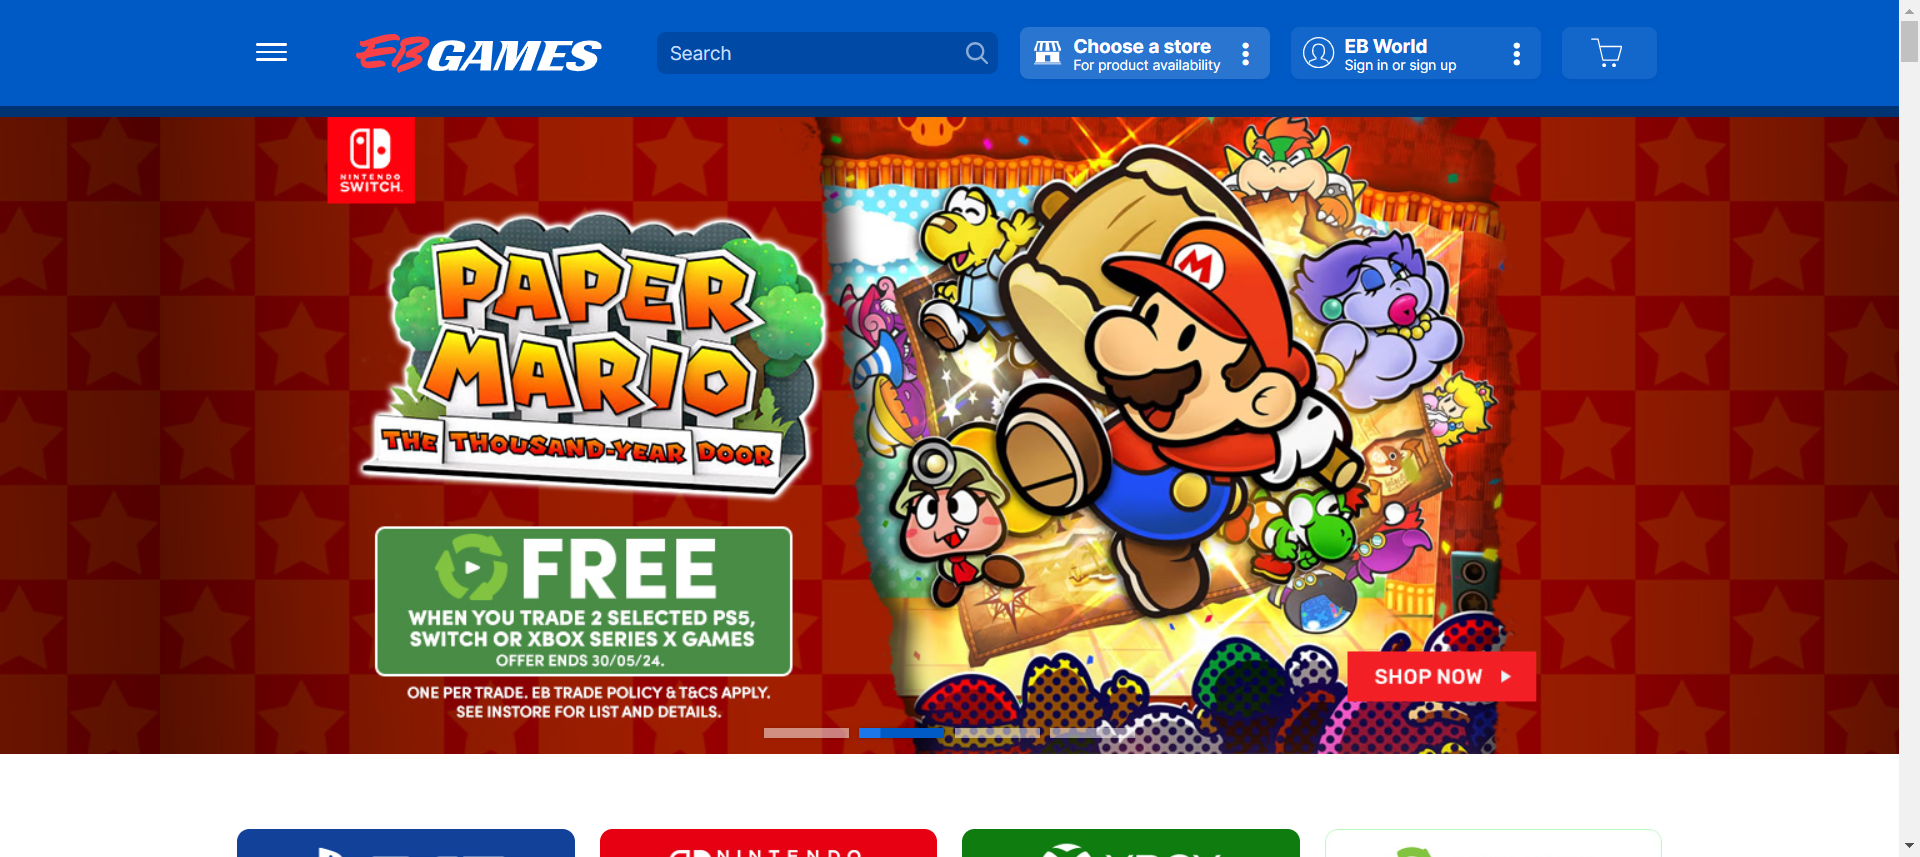 EB GAMES
Search
Choose a store
For product availability
EB World
Sign in or sign up
NINTENDO
SWITCH
M
PAPER
MARIO
THE THOUSAND-YEAR DOOR
FREE
WHEN YOU TRADE 2 SELECTED PS5,
SWITCH OR XBOX SERIES X GAMES
OFFER ENDS 30/05/24.
ONE PER TRADE. EB TRADE POLICY & T&CS APPLY.
SEE INSTORE FOR LIST AND DETAILS.
SHOP NOW
NINTENDO
XBOX